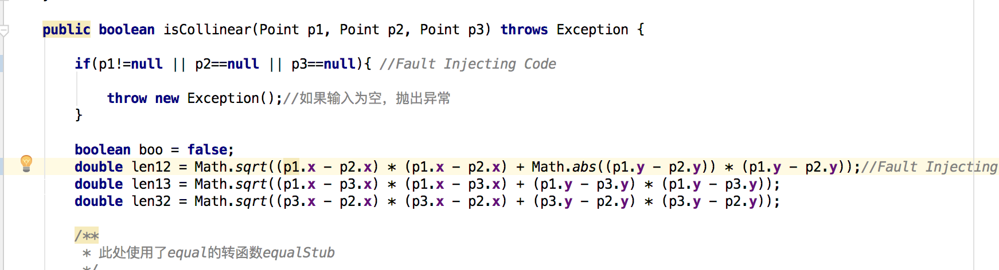 public boolean isCollinear(Point p1, Point p2, Point p3) throws Exception {
if(p1!=null || p2==null || p3==null){ //Fault Injecting Code
throw new Exception();//如果输入为空，抛出异常
}
boolean boo = false;
double len12 = Math.sqrt((p1.x - p2.x) * (p1.x - p2.x) + Math.abs((p1.y - p2.y)) * (p1.y - p2.y));//Fault Injecting
double len13 = Math.sqrt((p1.x - p3.x) * (p1.x - p3.x) + (p1.y - p3.y) * (p1.y - p3.y));
double len32 = Math.sqrt((p3.x - p2.x) * (p3.x - p2.x) + (p3.y - p2.y) * (p3.y - p2.y));
/**
* 此处使用了equal的转函数equalStub
*/